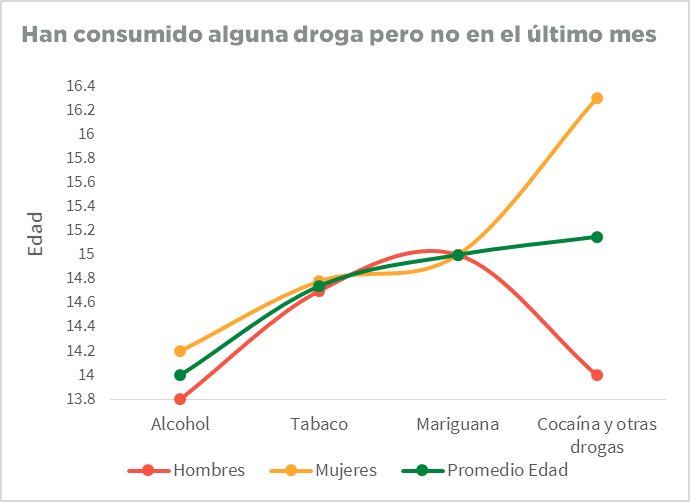 Han consumido alguna droga pero no en el último mes
Edad
16.4
16.2
16
15.8
15.6
15.4
15.2
15
14.8
14.6
14.4
14.2
14
13.8
Alcohol
Tabaco
Mariguana
Cocaína y otras
drogas
Hombres
Mujeres
Promedio Edad